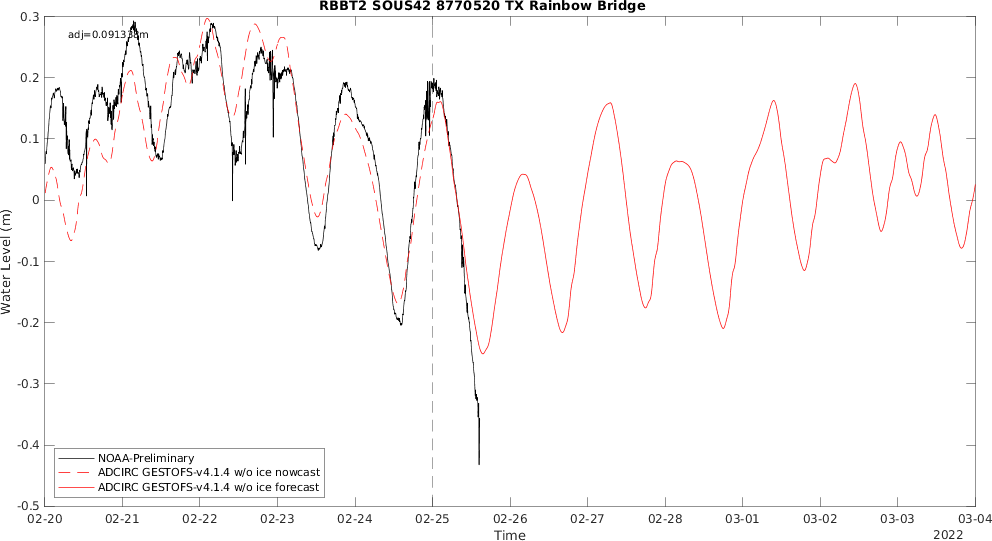 RBBT2 SOUS42 8770520 TX Rainbow Bridge
adj=0.091338m
0.3
0.2
0.1
0
-0.1
-0.2
-0.3
-0.4
-0.5
Water Level (m)
NOAA-Preliminary
ADCIRC GESTOFS-v4.1.4 w/o ice nowcast
ADCIRC GESTOFS-v4.1.4 w/o ice forecast
02-20 02-21 02-22 02-23 02-24 02-25 02-26 02-27 02-28 03-01 03-02 03-03 03-04
Time
2022